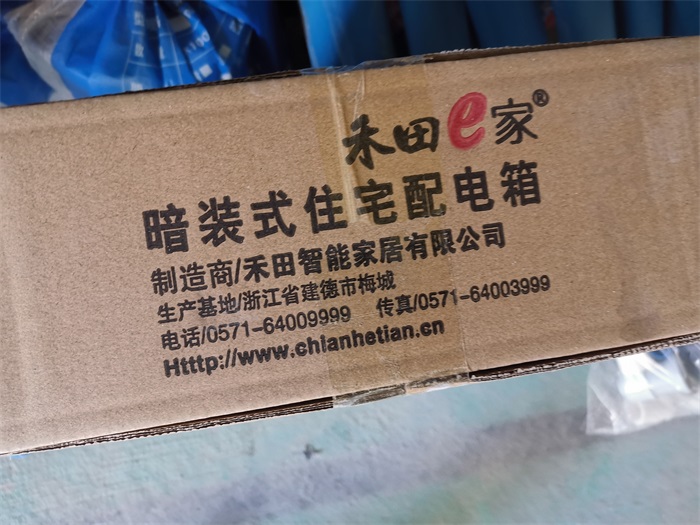 禾田e家®
暗装式住宅配电箱
制造商/禾田智能家居有限公司
生产基地/浙江省建德市梅城
电话/0571-64009999 传真/0571-64003999
Htttp//www.chianhetian.cn